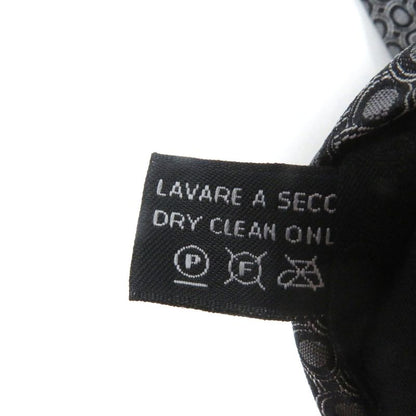 LAVARE A SECC
DRY CLEAN ONL
P F